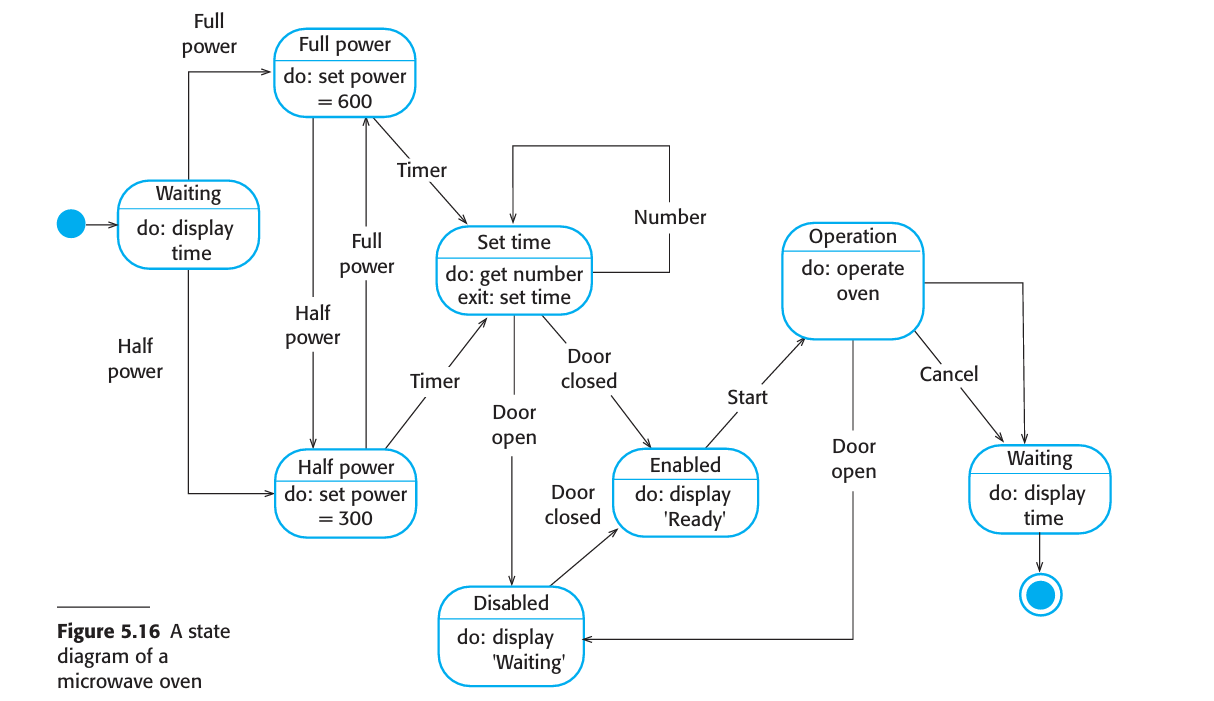 Full
power
Full power
do: set power
= 600
Timer
Waiting
do: display
time
Number
Full
power
Set time
do: get number
exit: set time
Operation
do: operate
oven
Half
power
Half
power
Timer
Door
closed
Door
open
Start
Cancel
Door
open
Half power
do: set power
= 300
Door
closed
Enabled
do: display
'Ready'
Waiting
do: display
time
Disabled
do: display
'Waiting'
Figure 5.16 A state
diagram of a
microwave oven